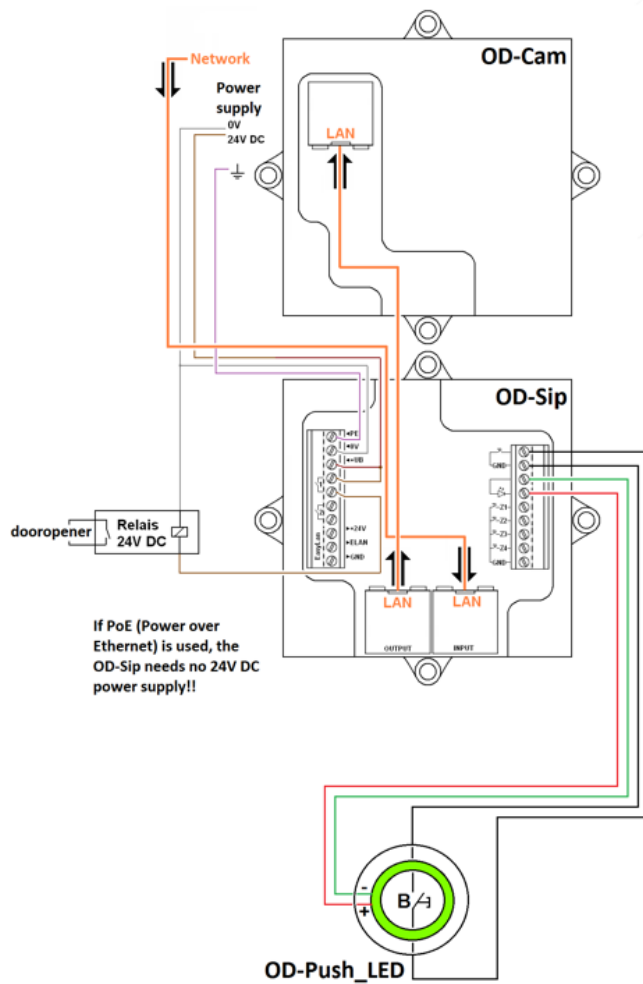 Network
OD-Cam
Power
supply
0V
24V DC
LAN
OD-Sip
PE
0V
+UB
GND
Z1
Z2
Z3
Z4
GND
+24V
ELAN
GND
EasyLan
dooropener
Relais
24V DC
LAN
LAN
OUTPUT
INPUT
If PoE (Power over
Ethernet) is used, the
OD-Sip needs no 24V DC
power supply!!
-
+
B
OD-Push_LED